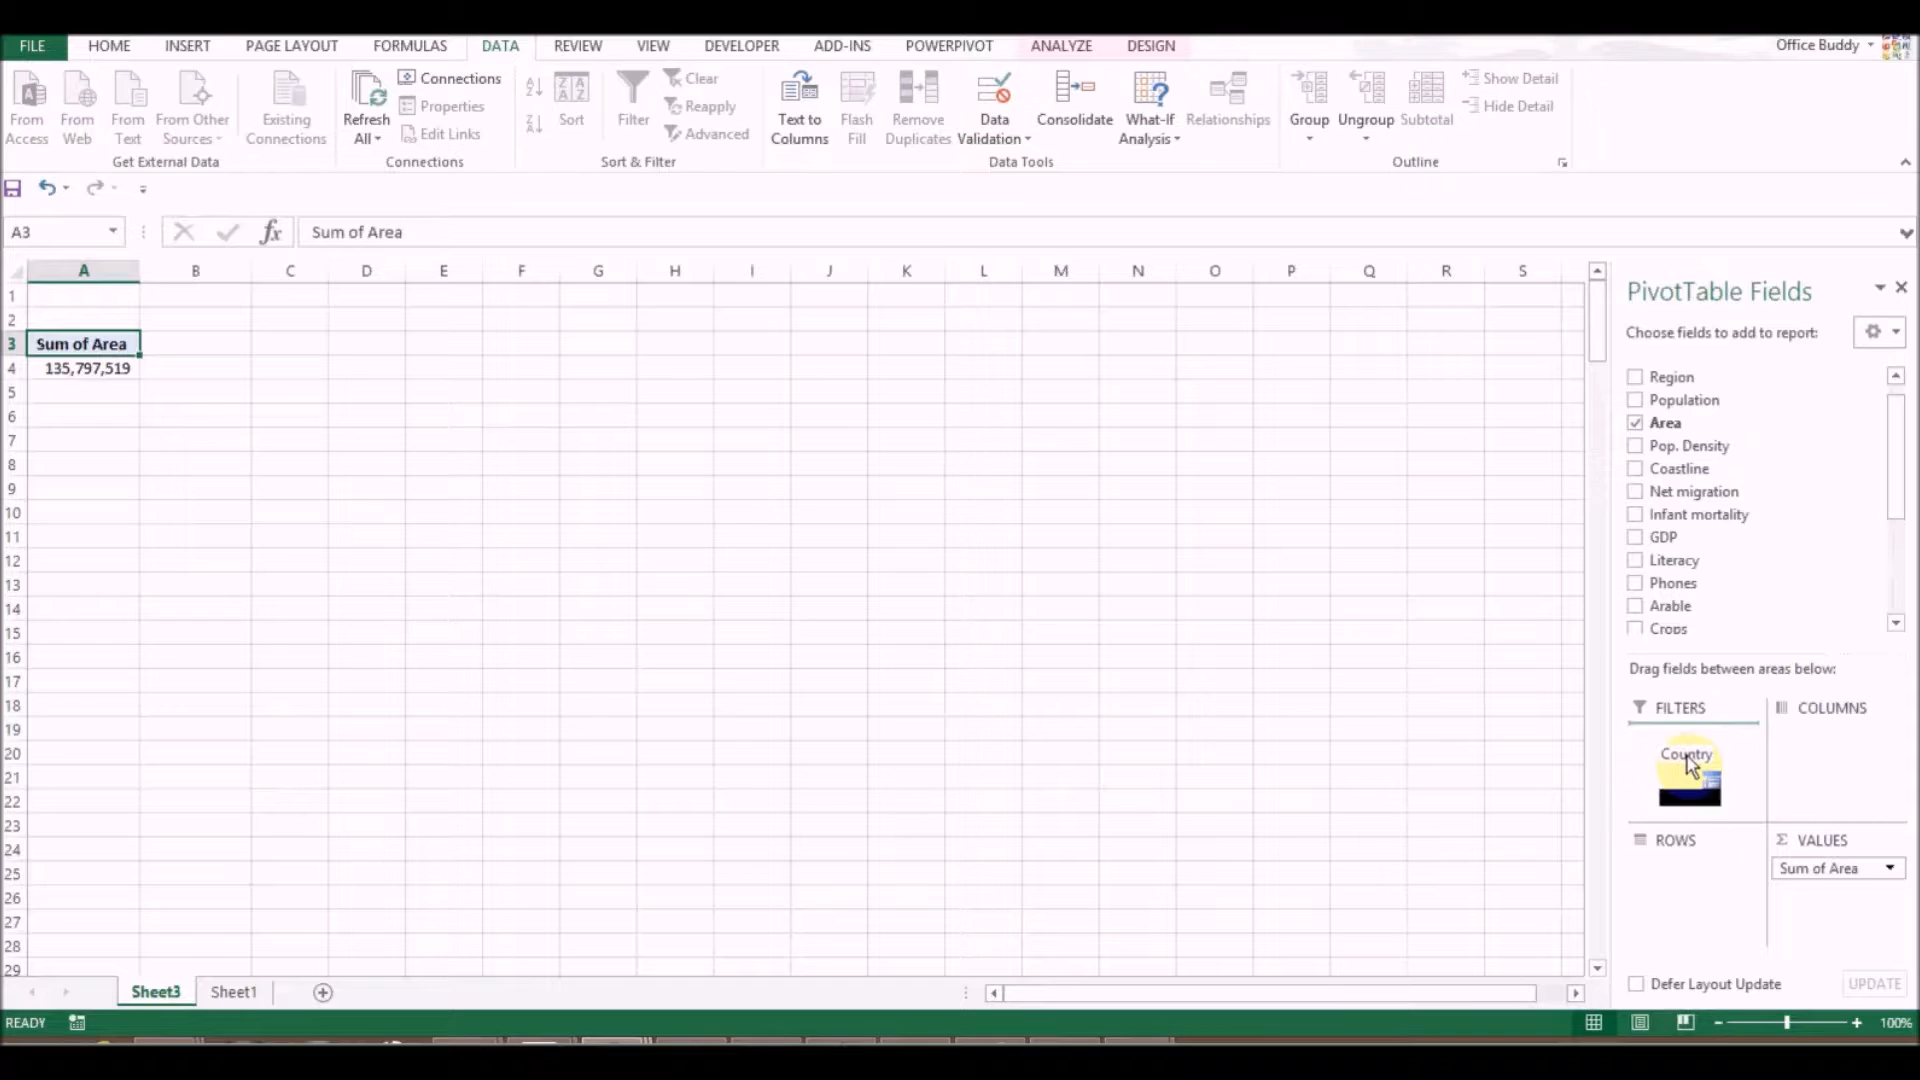 FILE HOME INSERT PAGE LAYOUT FORMULAS DATA REVIEW VIEW DEVELOPER ADD-INS POWERPIVOT ANALYZE DESIGN Office Buddy
From Access
From Web
From Text
From Other Sources
Existing Connections
Get External Data
Refresh All
Connections
Properties
Edit Links
Connections
Sort
Filter
Clear
Reapply
Advanced
Sort & Filter
Text to Columns
Flash Fill
Remove Duplicates
Data Validation
Consolidate
What-If Analysis
Relationships
Data Tools
Group
Ungroup
Subtotal
Show Detail
Hide Detail
Outline
A3 fx Sum of Area
A B C D E F G H I J K L M N O P Q R S
1
2
3 Sum of Area
4 135,797,519
5
6
7
8
9
10
11
12
13
14
15
16
17
18
19
20
21
22
23
24
25
26
27
28
29
PivotTable Fields
Choose fields to add to report:
Region
Population
Area
Pop. Density
Coastline
Net migration
Infant mortality
GDP
Literacy
Phones
Arable
Crops
Drag fields between areas below:
FILTERS COLUMNS
Country
ROWS Σ VALUES
Sum of Area
Defer Layout Update UPDATE
Sheet3 Sheet1
READY 100%